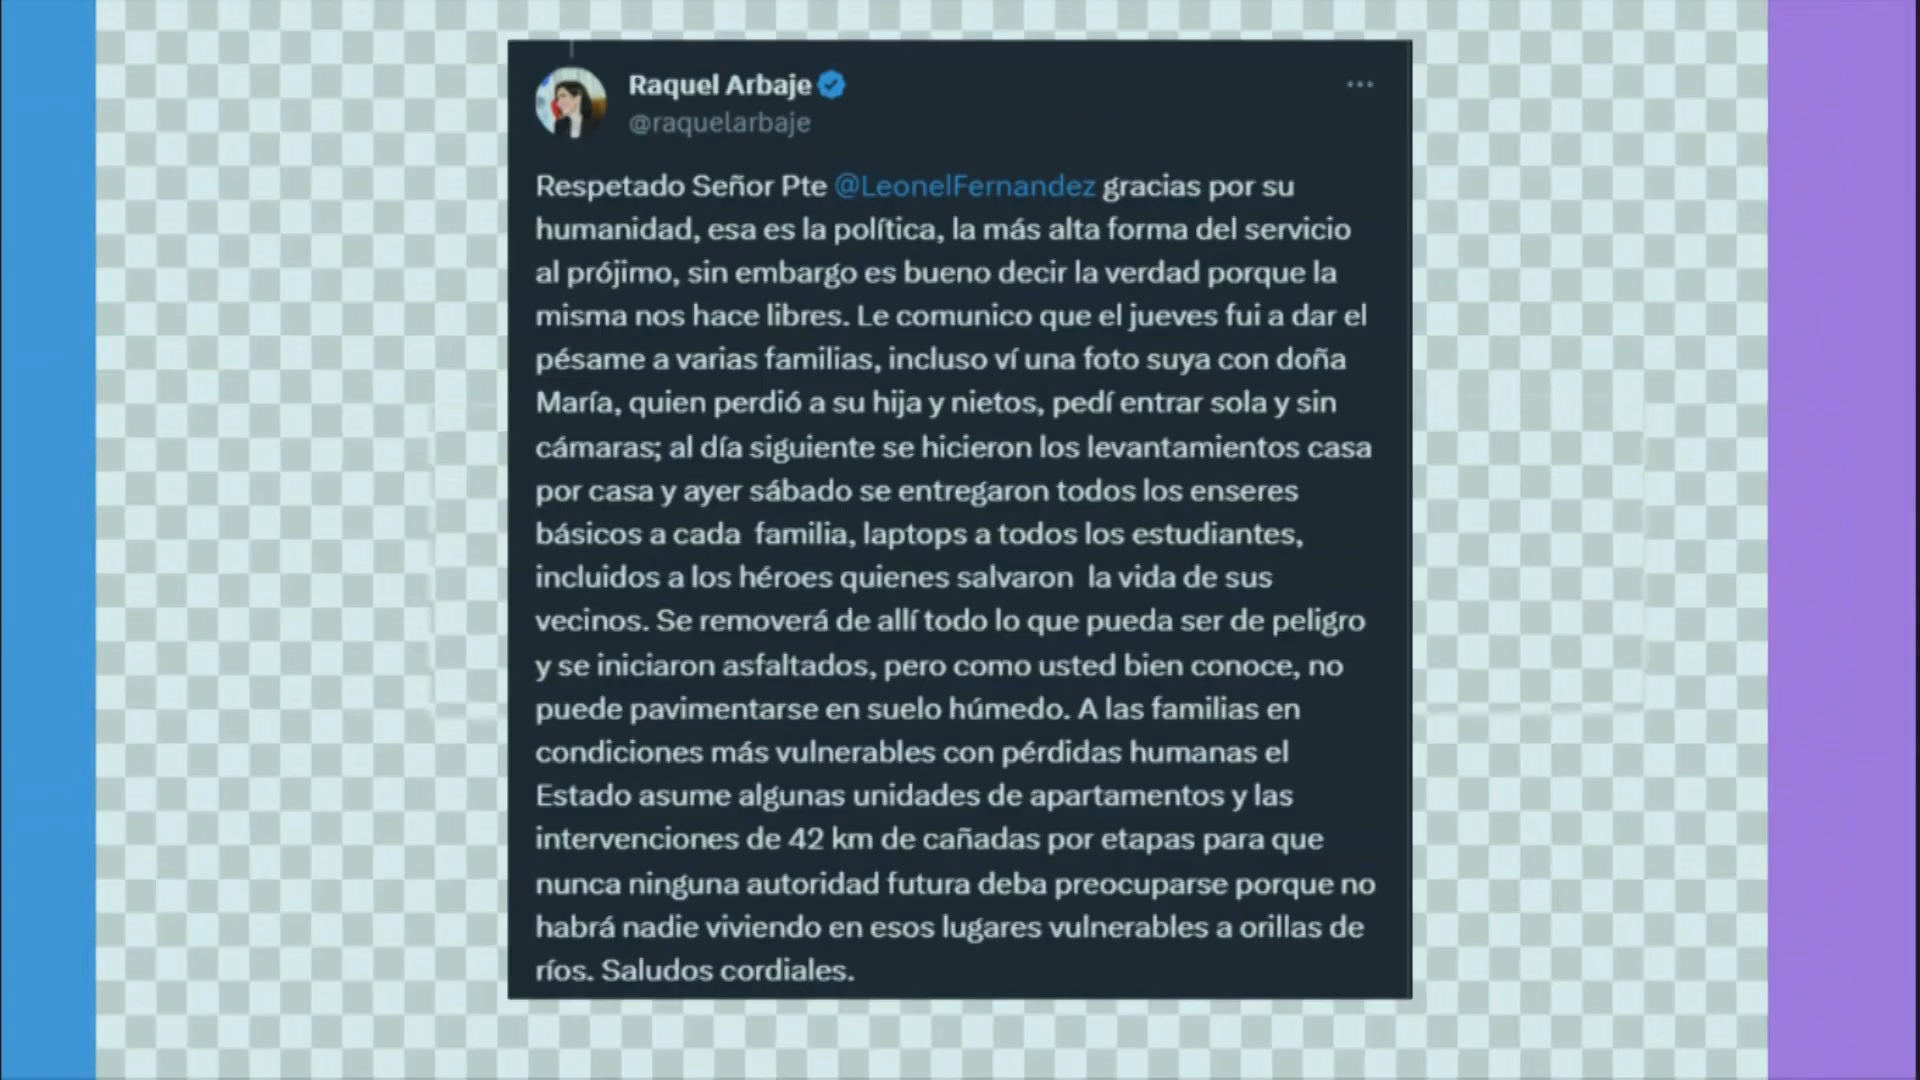 Raquel Arbaje
@raquelarbaje
Respetado Señor Pte @LeonelFernandez gracias por su
humanidad, esa es la política, la más alta forma del servicio
al prójimo, sin embargo es bueno decir la verdad porque la
misma nos hace libres. Le comunico que el jueves fui a dar el
pésame a varias familias, incluso ví una foto suya con doña
María, quien perdió a su hija y nietos, pedí entrar sola y sin
cámaras; al día siguiente se hicieron los levantamientos casa
por casa y ayer sábado se entregaron todos los enseres
básicos a cada  familia, laptops a todos los estudiantes,
incluidos a los héroes quienes salvaron  la vida de sus
vecinos. Se removerá de allí todo lo que pueda ser de peligro
y se iniciaron asfaltados, pero como usted bien conoce, no
puede pavimentarse en suelo húmedo. A las familias en
condiciones más vulnerables con pérdidas humanas el
Estado asume algunas unidades de apartamentos y las
intervenciones de 42 km de cañadas por etapas para que
nunca ninguna autoridad futura deba preocuparse porque no
habrá nadie viviendo en esos lugares vulnerables a orillas de
ríos. Saludos cordiales.